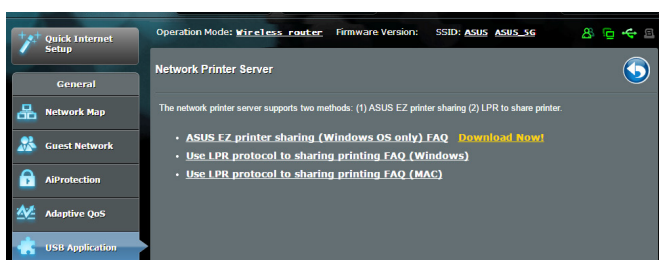 Quick Internet
Setup
Operation Mode: Wireless router Firmware Version: SSID: ASUS ASUS_5G
General
Network Map
Guest Network
AiProtection
Adaptive QoS
USB Application
Network Printer Server
The network printer server supports two methods: (1) ASUS EZ printer sharing (2) LPR to share printer.
ASUS EZ printer sharing (Windows OS only) FAQ Download Now!
Use LPR protocol to sharing printing FAQ (Windows)
Use LPR protocol to sharing printing FAQ (MAC)